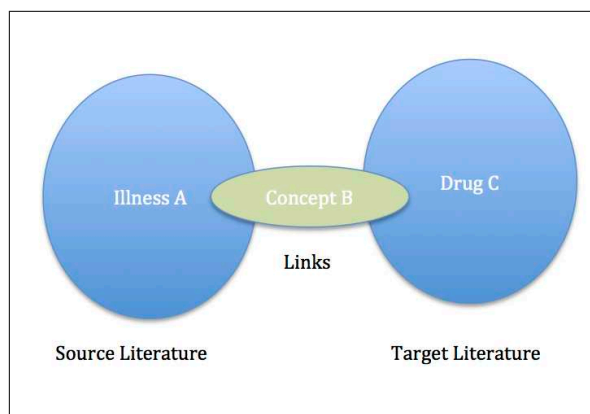 Illness A
Concept B
Drug C
Links
Source Literature
Target Literature